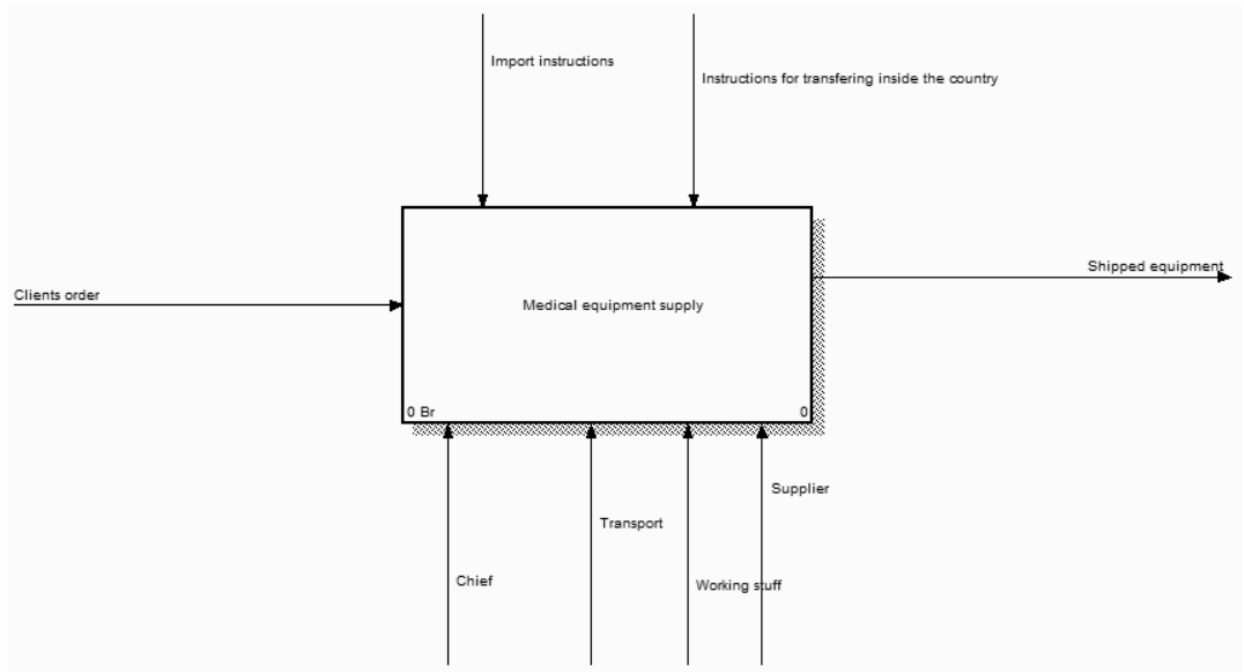 Import instructions
Instructions for transfering inside the country
Clients order
Shipped equipment
Medical equipment supply
0 Br
0
Supplier
Transport
Chief
Working stuff